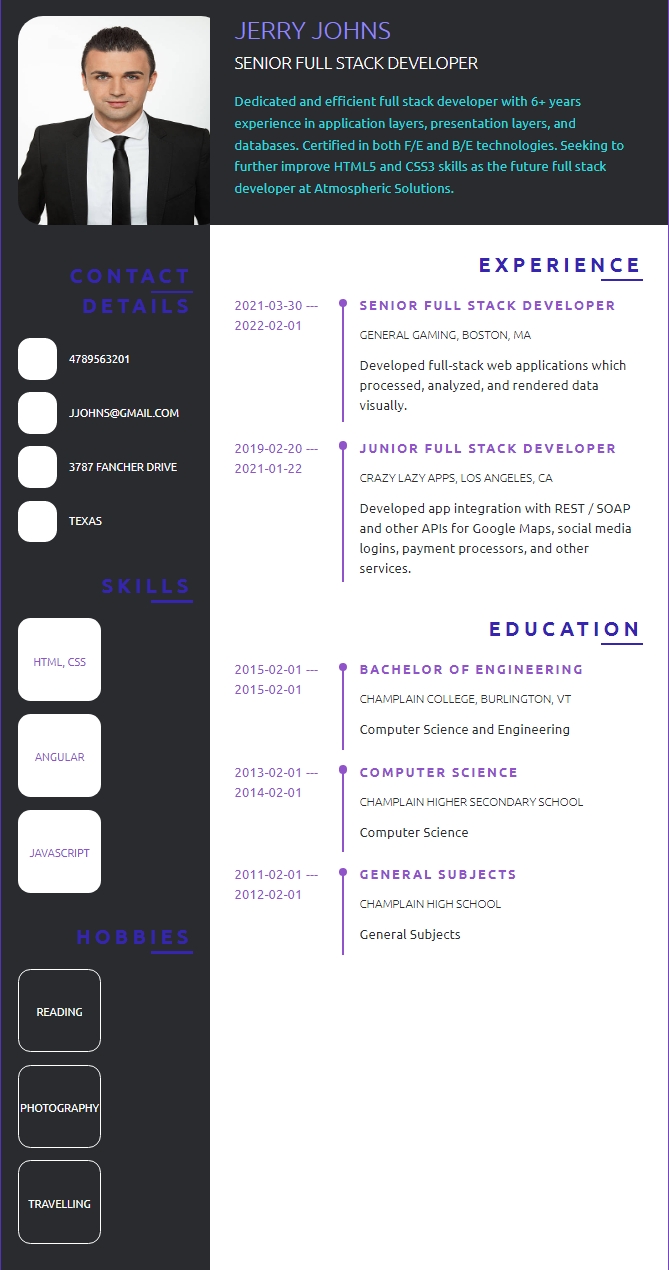 JERRY JOHNS
SENIOR FULL STACK DEVELOPER
Dedicated and efficient full stack developer with 6+ years
experience in application layers, presentation layers, and
databases. Certified in both F/E and B/E technologies. Seeking to
further improve HTML5 and CSS3 skills as the future full stack
developer at Atmospheric Solutions.
CONTACT
DETAILS
4789563201
JJOHNS@GMAIL.COM
3787 FANCHER DRIVE
TEXAS
SKILLS
HTML, CSS
ANGULAR
JAVASCRIPT
HOBBIES
READING
PHOTOGRAPHY
TRAVELLING
EXPERIENCE
2021-03-30 ---
2022-02-01
SENIOR FULL STACK DEVELOPER
GENERAL GAMING, BOSTON, MA
Developed full-stack web applications which
processed, analyzed, and rendered data
visually.
2019-02-20 ---
2021-01-22
JUNIOR FULL STACK DEVELOPER
CRAZY LAZY APPS, LOS ANGELES, CA
Developed app integration with REST / SOAP
and other APIs for Google Maps, social media
logins, payment processors, and other
services.
EDUCATION
2015-02-01 ---
2015-02-01
BACHELOR OF ENGINEERING
CHAMPLAIN COLLEGE, BURLINGTON, VT
Computer Science and Engineering
2013-02-01 ---
2014-02-01
COMPUTER SCIENCE
CHAMPLAIN HIGHER SECONDARY SCHOOL
Computer Science
2011-02-01 ---
2012-02-01
GENERAL SUBJECTS
CHAMPLAIN HIGH SCHOOL
General Subjects